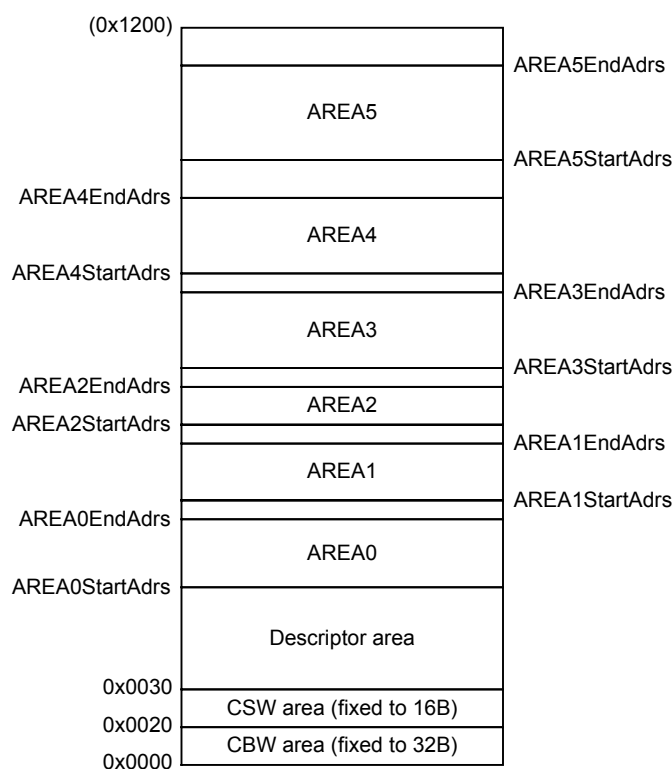 (0x1200)
AREA5EndAdrs
AREA5
AREA5StartAdrs
AREA4EndAdrs
AREA4
AREA4StartAdrs
AREA3EndAdrs
AREA3
AREA3StartAdrs
AREA2EndAdrs
AREA2
AREA2StartAdrs
AREA1EndAdrs
AREA1
AREA1StartAdrs
AREA0EndAdrs
AREA0
AREA0StartAdrs
Descriptor area
0x0030
CSW area (fixed to 16B)
0x0020
CBW area (fixed to 32B)
0x0000